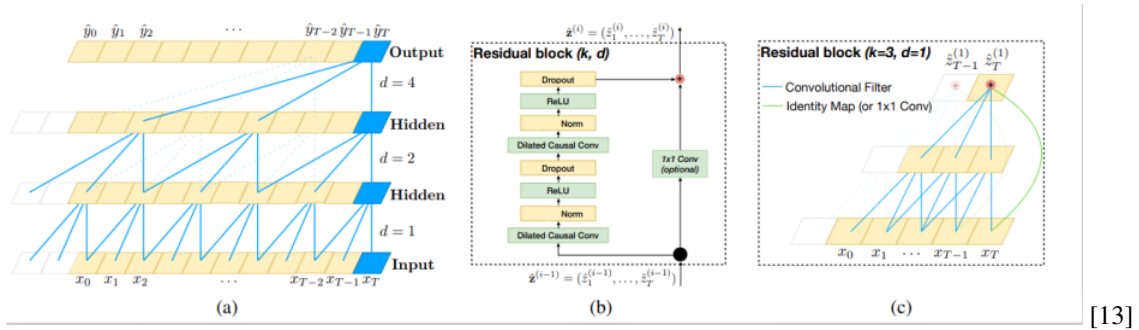 ŷ0 ŷ1 ŷ2 ... ŷT−2 ŷT−1 ŷT
Output
d = 4
Hidden
d = 2
Hidden
d = 1
Input
x0 x1 x2 ... xT−2 xT−1 xT
(a)
ẑ(i) = (ẑ1(i), . . . , ẑT(i))
Residual block (k, d)
Dropout
ReLU
Norm
Dilated Causal Conv
Dropout
ReLU
Norm
Dilated Causal Conv
1x1 Conv
(optional)
ẑ(i−1) = (ẑ1(i−1), . . . , ẑT(i−1))
(b)
Residual block (k=3, d=1)
ẑT−1(1) ẑT(1)
Convolutional Filter
Identity Map (or 1x1 Conv)
x0 x1 ... xT−1 xT
(c)
[13]